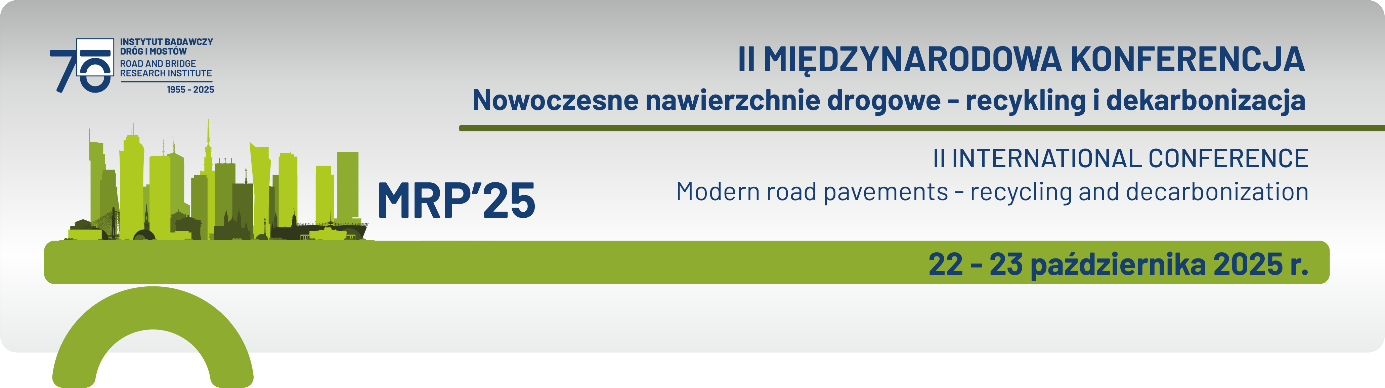 70
INSTYTUT BADAWCZY
DRÓG I MOSTÓW
ROAD AND BRIDGE
RESEARCH INSTITUTE
1955 - 2025
II MIĘDZYNARODOWA KONFERENCJA
Nowoczesne nawierzchnie drogowe - recykling i dekarbonizacja
II INTERNATIONAL CONFERENCE
Modern road pavements - recycling and decarbonization
MRP’25
22 - 23 października 2025 r.